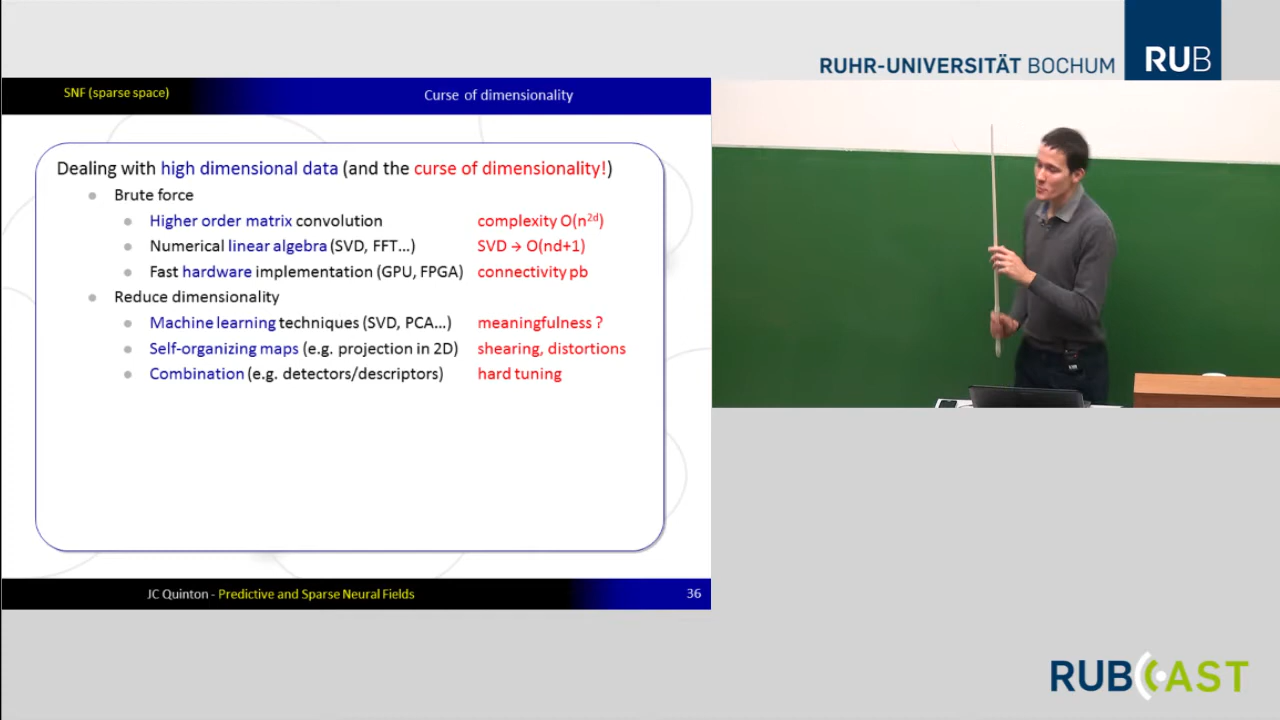 RUHR-UNIVERSITÄT BOCHUM RUB
SNF (sparse space) Curse of dimensionality
Dealing with high dimensional data (and the curse of dimensionality!)
Brute force
Higher order matrix convolution complexity O(n^2d)
Numerical linear algebra (SVD, FFT...) SVD → O(nd+1)
Fast hardware implementation (GPU, FPGA) connectivity pb
Reduce dimensionality
Machine learning techniques (SVD, PCA...) meaningfulness ?
Self-organizing maps (e.g. projection in 2D) shearing, distortions
Combination (e.g. detectors/descriptors) hard tuning
JC Quinton - Predictive and Sparse Neural Fields 36
RUBCAST